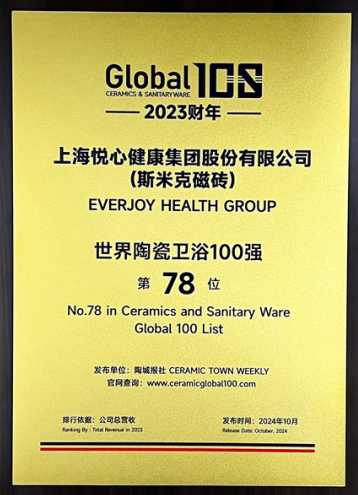 Global 100
CERAMICS & SANITARYWARE
2023财年
上海悦心健康集团股份有限公司
(斯米克磁砖)
EVERJOY HEALTH GROUP
世界陶瓷卫浴100强
第 78 位
No.78 in Ceramics and Sanitary Ware
Global 100 List
发布单位：陶城报社 CERAMIC TOWN WEEKLY
官网查询：www.ceramicglobal100.com
排行依据：公司总营收 发布时间：2024年10月
Ranking By : Total Revenue in 2023 Release Date: October, 2024